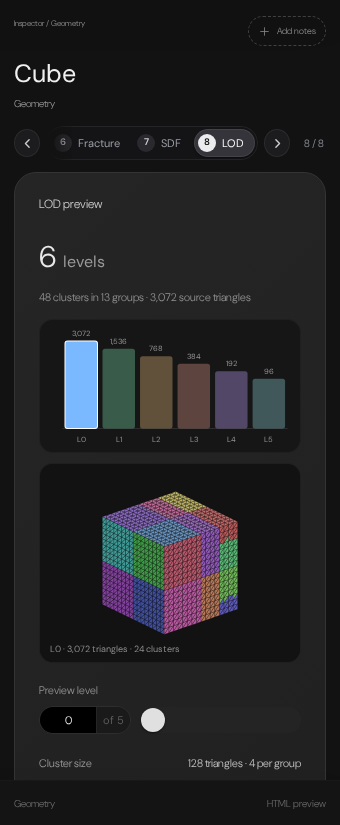 Inspector / Geometry
Add notes
Cube
Geometry
6 Fracture 7 SDF 8 LOD 8 / 8
LOD preview
6 levels
48 clusters in 13 groups · 3,072 source triangles
3,072 1,536 768 384 192 96
L0 L1 L2 L3 L4 L5
L0 · 3,072 triangles · 24 clusters
Preview level
0 of 5
Cluster size 128 triangles · 4 per group
Geometry HTML preview